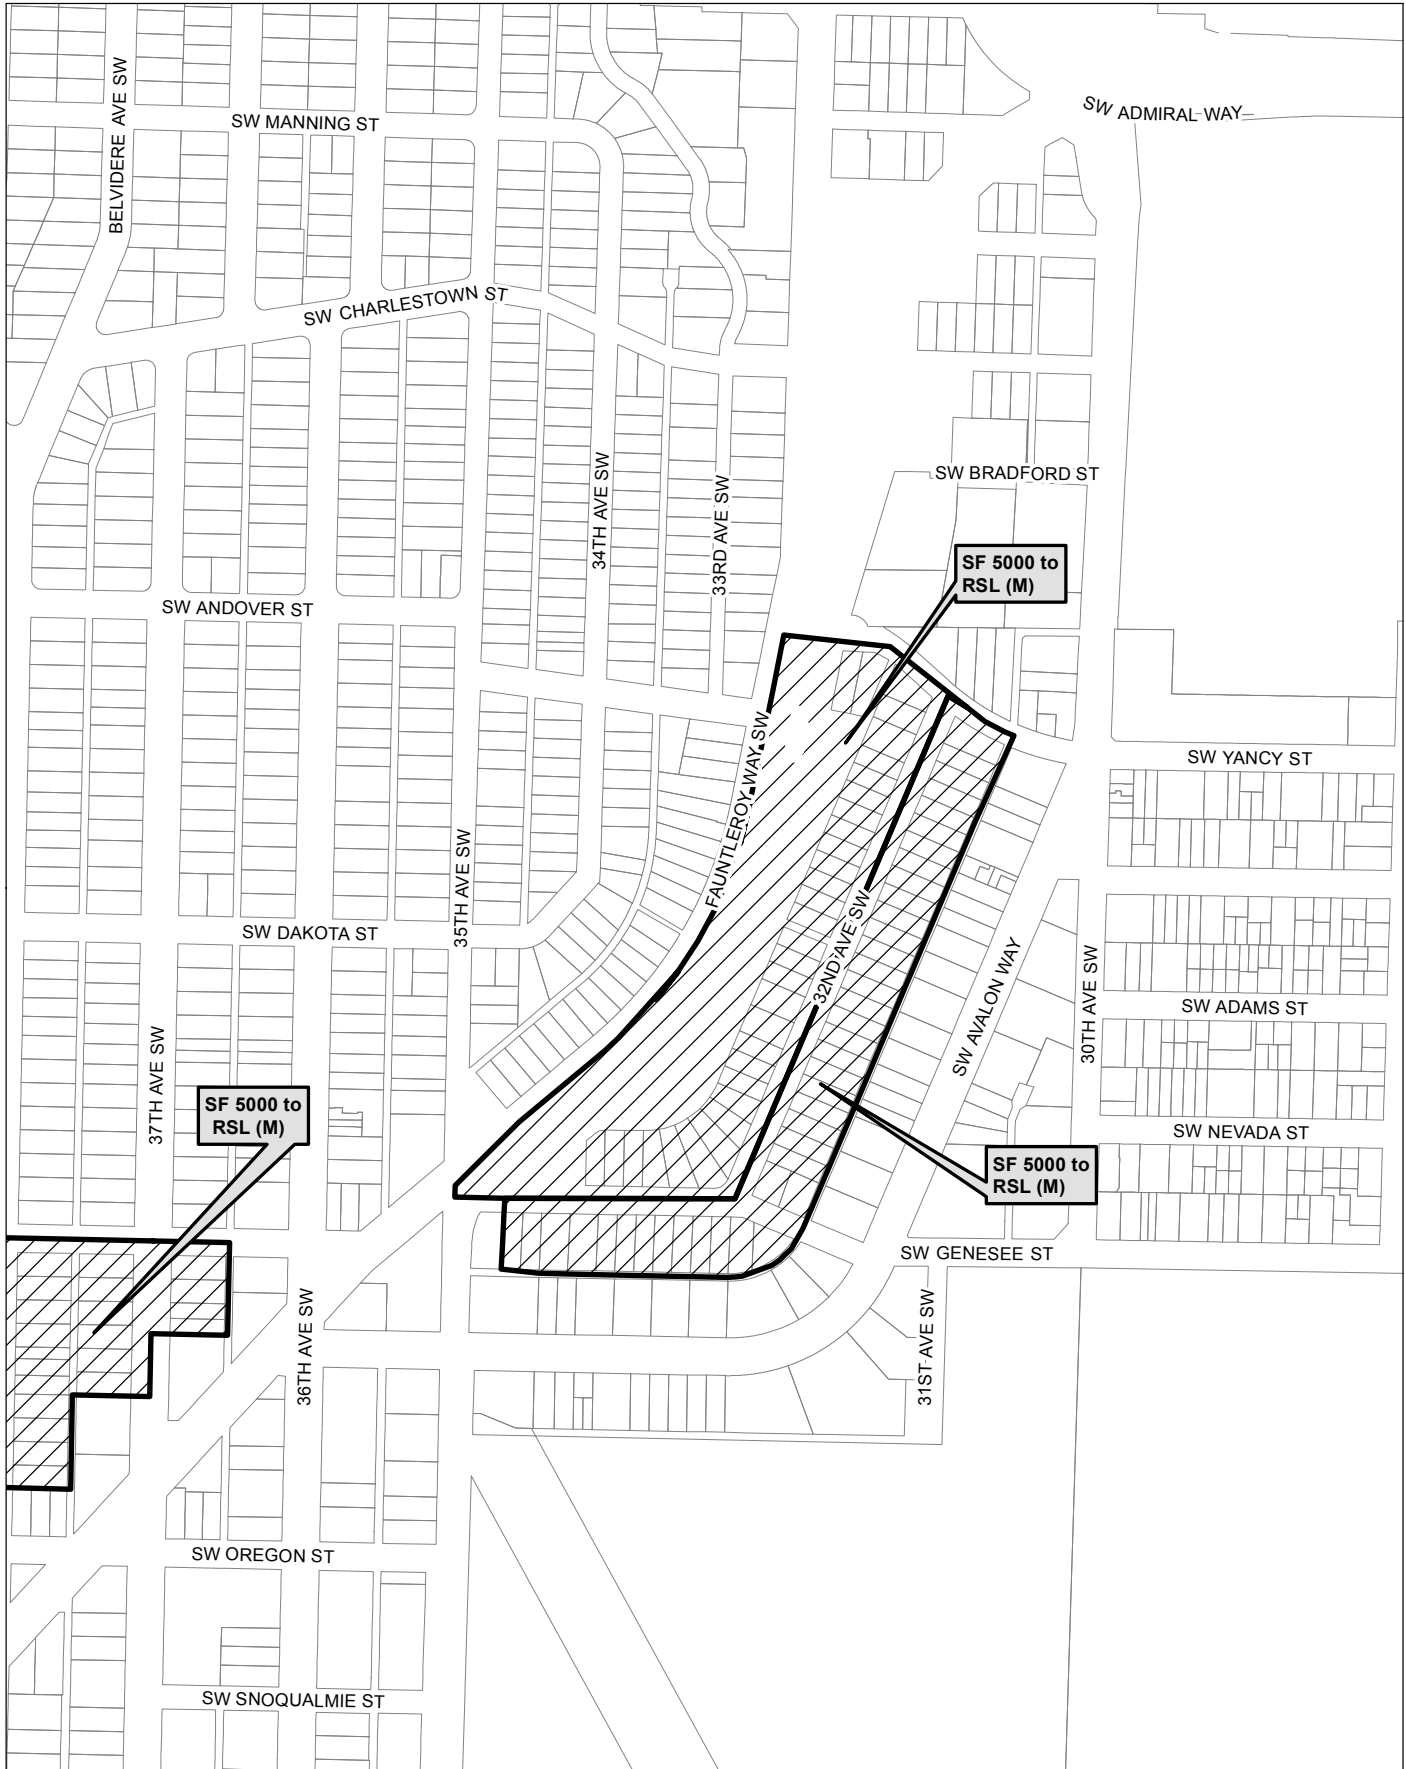 BELVIDERE AVE SW
SW MANNING ST
SW ADMIRAL WAY
SW CHARLESTOWN ST
34TH AVE SW
33RD AVE SW
SW BRADFORD ST
SF 5000 to
RSL (M)
SW ANDOVER ST
FAUNTLEROY WAY SW
SW YANCY ST
35TH AVE SW
SW DAKOTA ST
32ND AVE SW
SW AVALON WAY
30TH AVE SW
SW ADAMS ST
37TH AVE SW
SF 5000 to
RSL (M)
SW NEVADA ST
SF 5000 to
RSL (M)
SW GENESEE ST
36TH AVE SW
31ST AVE SW
SW OREGON ST
SW SNOQUALMIE ST